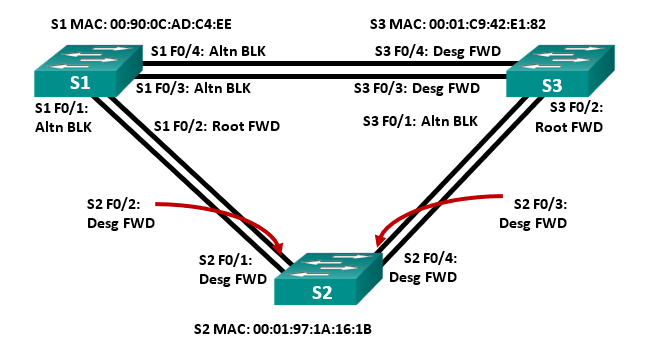 S1 MAC: 00:90:0C:AD:C4:EE
S3 MAC: 00:01:C9:42:E1:82
S1 F0/4: Altn BLK
S3 F0/4: Desg FWD
S1
S3
S1 F0/3: Altn BLK
S3 F0/3: Desg FWD
S1 F0/1:
Altn BLK
S1 F0/2: Root FWD
S3 F0/1: Altn BLK
S3 F0/2:
Root FWD
S2 F0/2:
Desg FWD
S2 F0/3:
Desg FWD
S2 F0/1:
Desg FWD
S2 F0/4:
Desg FWD
S2
S2 MAC: 00:01:97:1A:16:1B